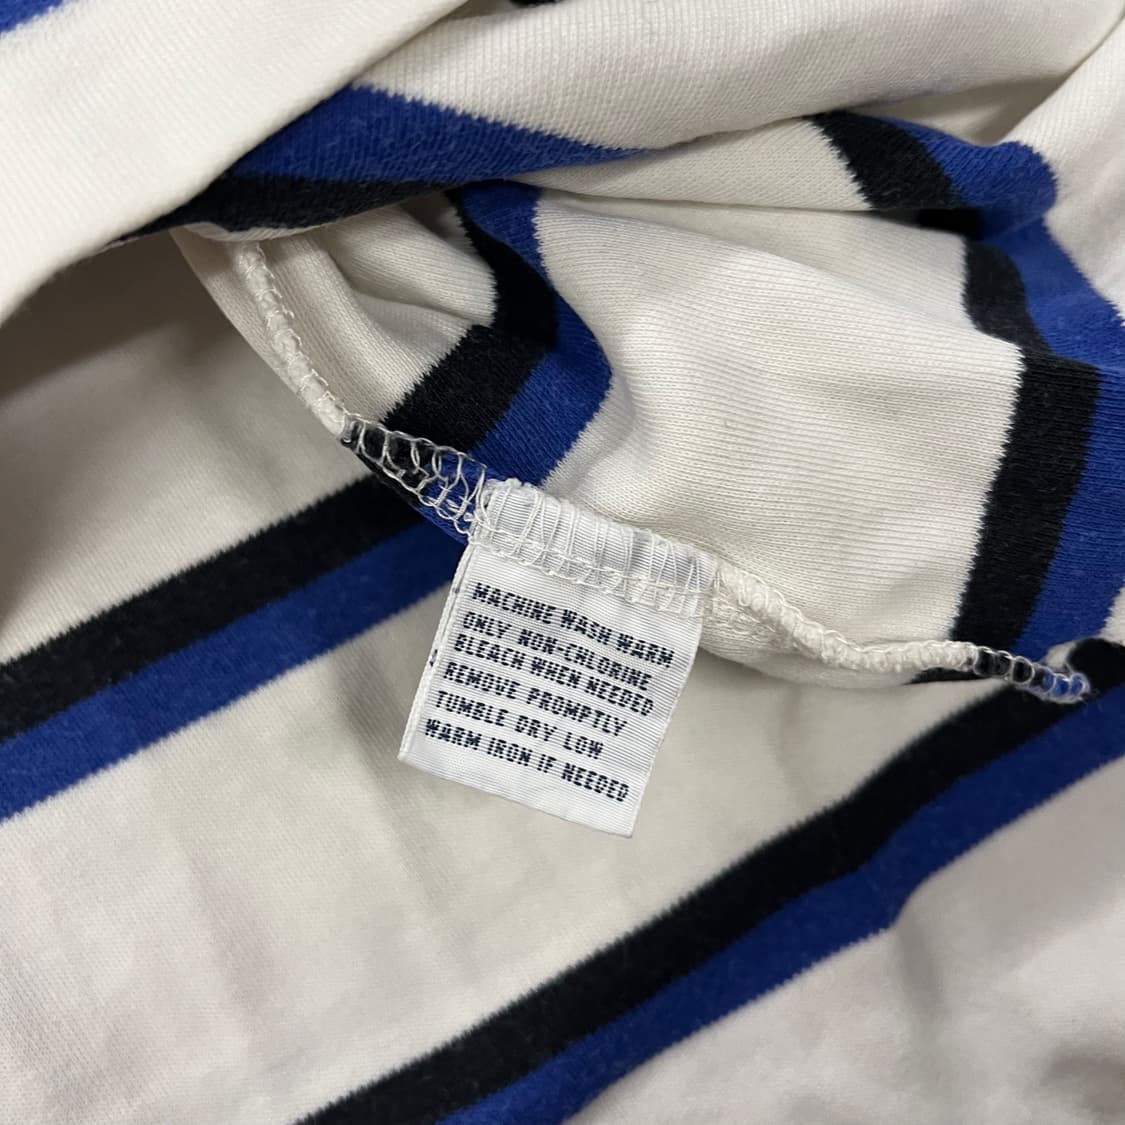 MACHINE WASH WARM
ONLY NON-CHLORINE
BLEACH WHEN NEEDED
REMOVE PROMPTLY
TUMBLE DRY LOW
WARM IRON IF NEEDED